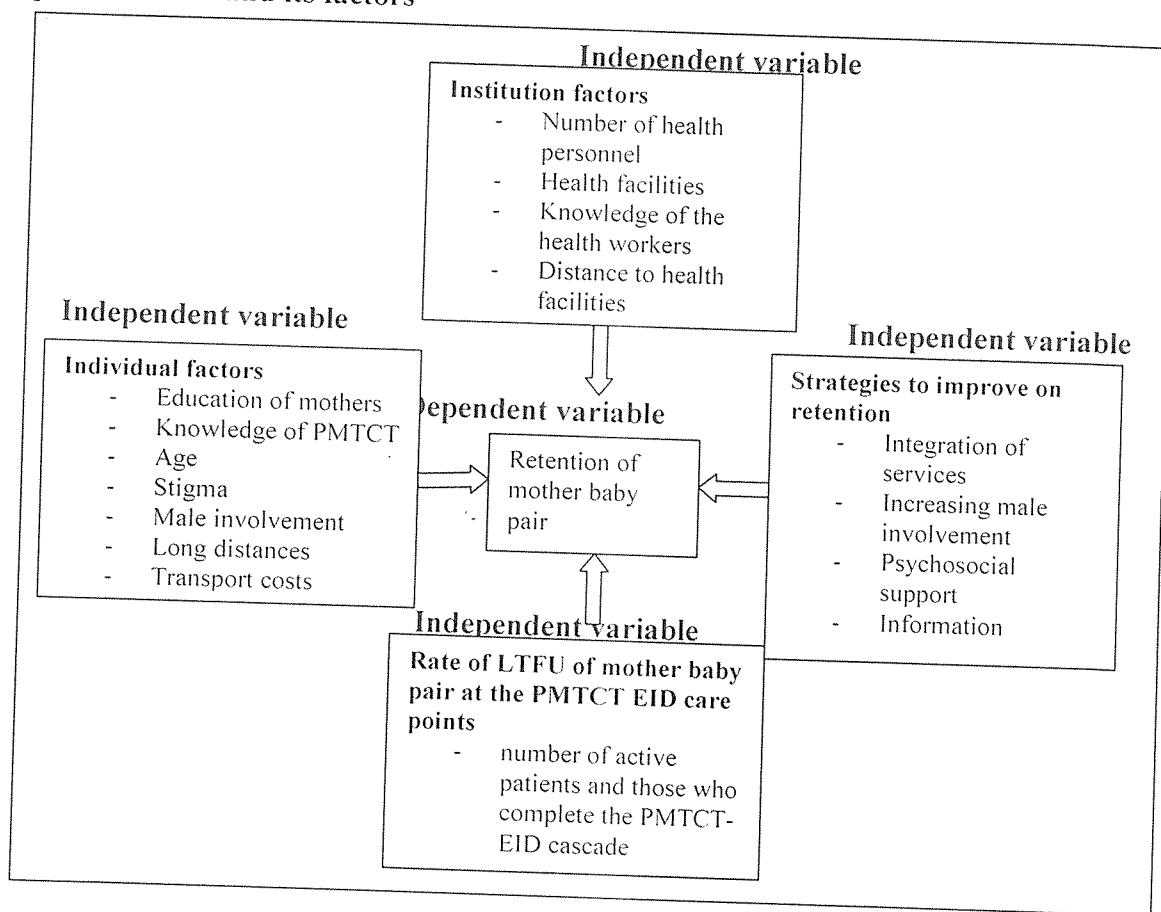 and its factors
Independent variable
Institution factors
- Number of health
personnel
- Health facilities
- Knowledge of the
health workers
- Distance to health
facilities
Independent variable
Individual factors
- Education of mothers
- Knowledge of PMTCT
- Age
- Stigma
- Male involvement
- Long distances
- Transport costs
Dependent variable
Retention of
mother baby
pair
Independent variable
Strategies to improve on
retention
- Integration of
services
- Increasing male
involvement
- Psychosocial
support
- Information
Independent variable
Rate of LTFU of mother baby
pair at the PMTCT EID care
points
- number of active
patients and those who
complete the PMTCT-
EID cascade